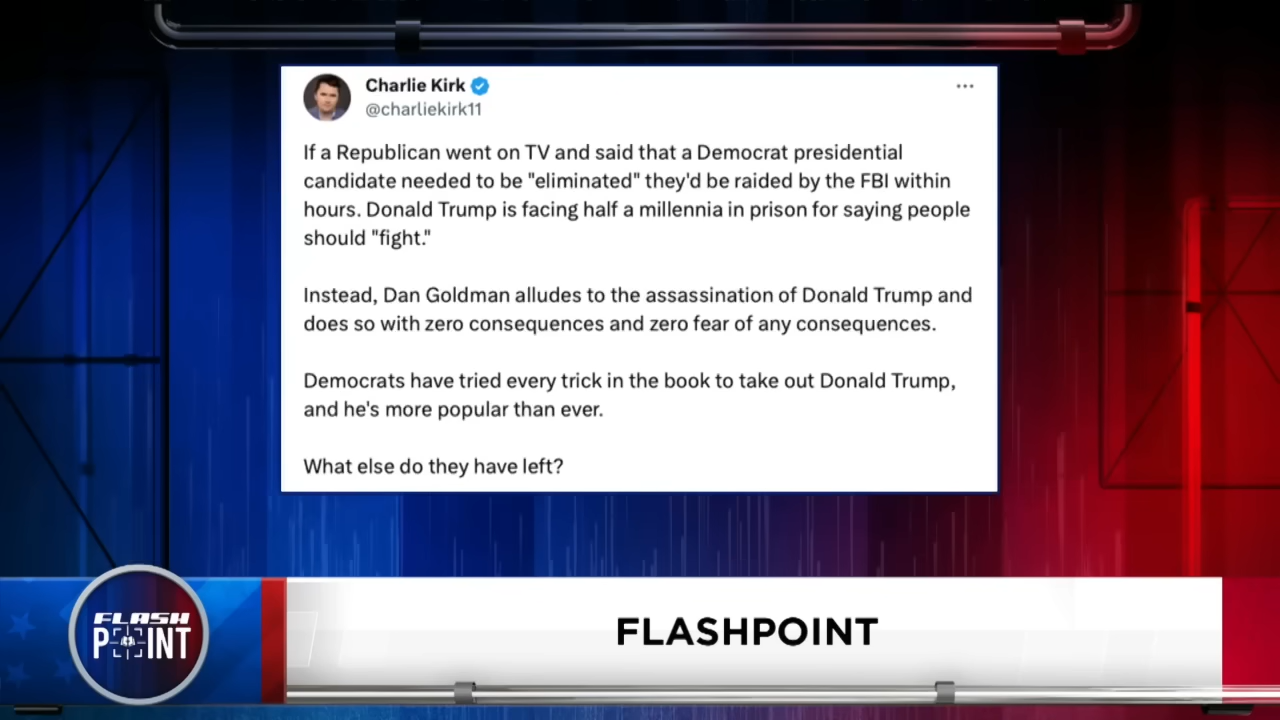 Charlie Kirk
@charliekirk11
If a Republican went on TV and said that a Democrat presidential
candidate needed to be "eliminated" they'd be raided by the FBI within
hours. Donald Trump is facing half a millennia in prison for saying people
should "fight."
Instead, Dan Goldman alludes to the assassination of Donald Trump and
does so with zero consequences and zero fear of any consequences.
Democrats have tried every trick in the book to take out Donald Trump,
and he's more popular than ever.
What else do they have left?
FLASH
POINT
FLASHPOINT